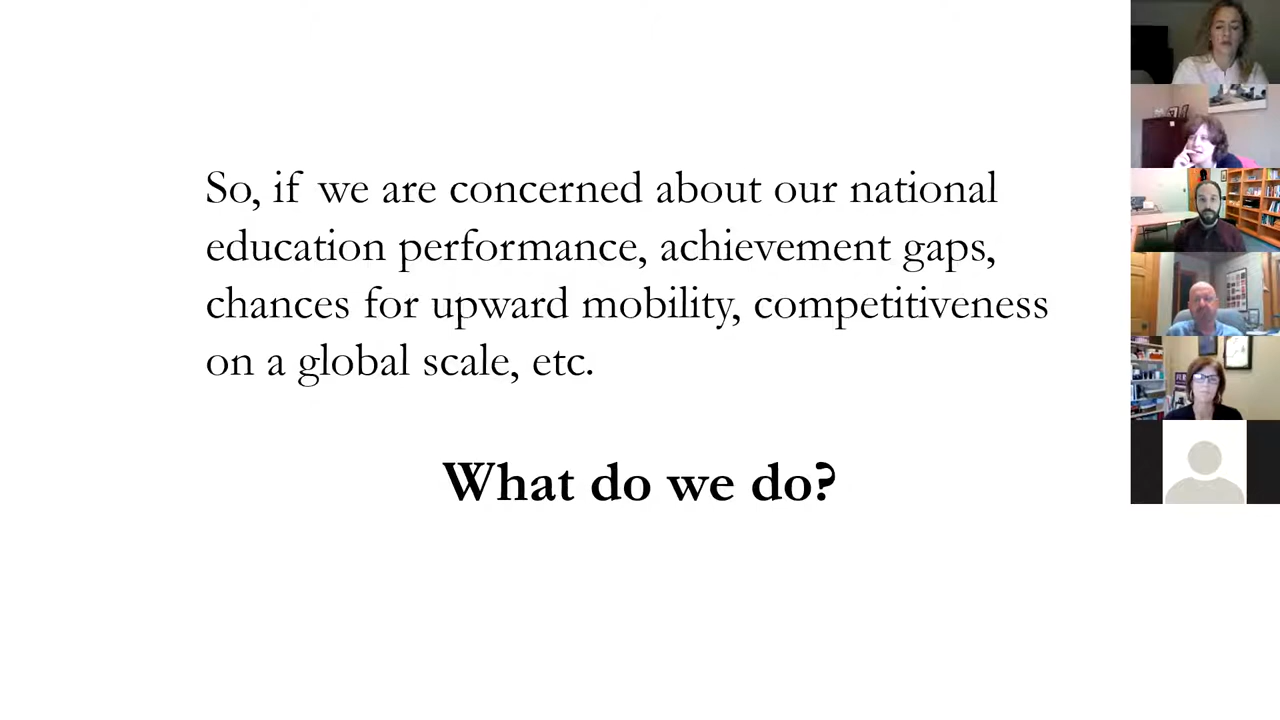 So, if we are concerned about our national
education performance, achievement gaps,
chances for upward mobility, competitiveness
on a global scale, etc.
What do we do?